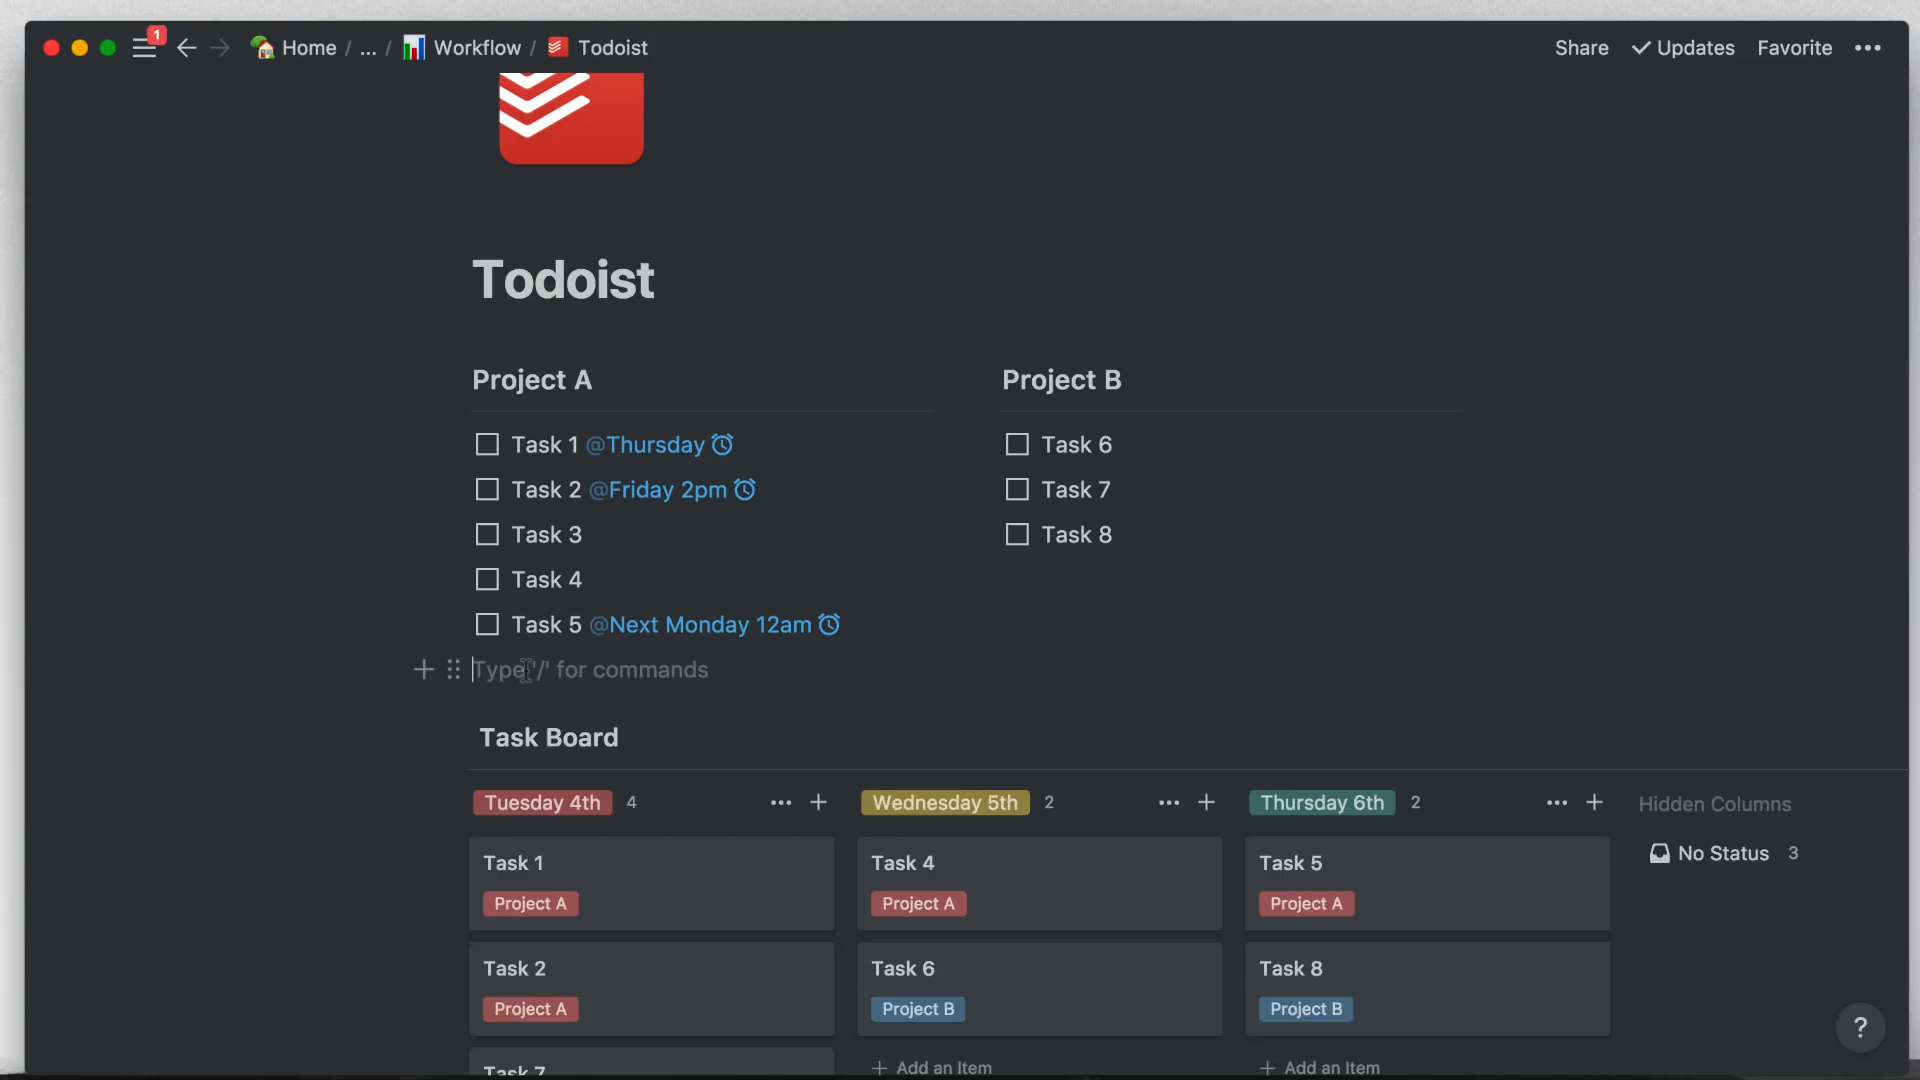 1
Home / ... / Workflow / Todoist
Share Updates Favorite •••
Todoist
Project A
Task 1 @Thursday
Task 2 @Friday 2pm
Task 3
Task 4
Task 5 @Next Monday 12am
Type '/' for commands
Project B
Task 6
Task 7
Task 8
Task Board
Tuesday 4th 4
Task 1
Project A
Task 2
Project A
Task 7
Wednesday 5th 2
Task 4
Project A
Task 6
Project B
+ Add an Item
Thursday 6th 2
Task 5
Project A
Task 8
Project B
+ Add an Item
Hidden Columns
No Status 3
?